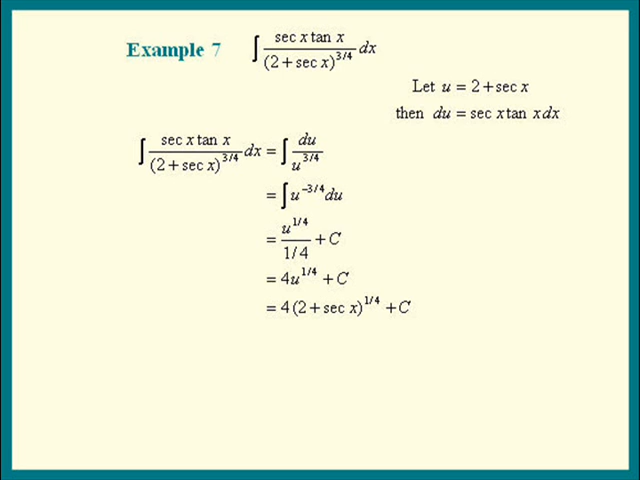 Example 7 ∫ sec x tan x / (2 + sec x)^3/4 dx
Let u = 2 + sec x
then du = sec x tan x dx
∫ sec x tan x / (2 + sec x)^3/4 dx = ∫ du / u^3/4
= ∫ u^−3/4 du
= u^1/4 / 1/4 + C
= 4u^1/4 + C
= 4(2 + sec x)^1/4 + C